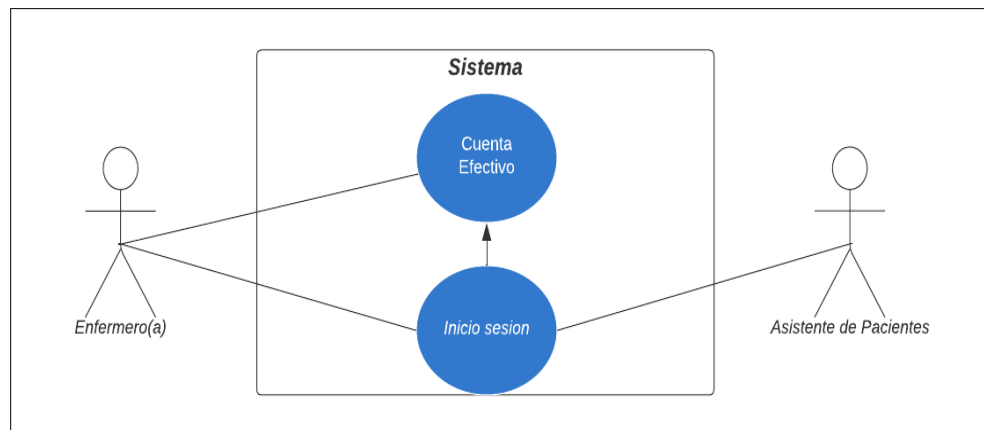 Sistema
Cuenta
Efectivo
Inicio sesion
Enfermero(a)
Asistente de Pacientes